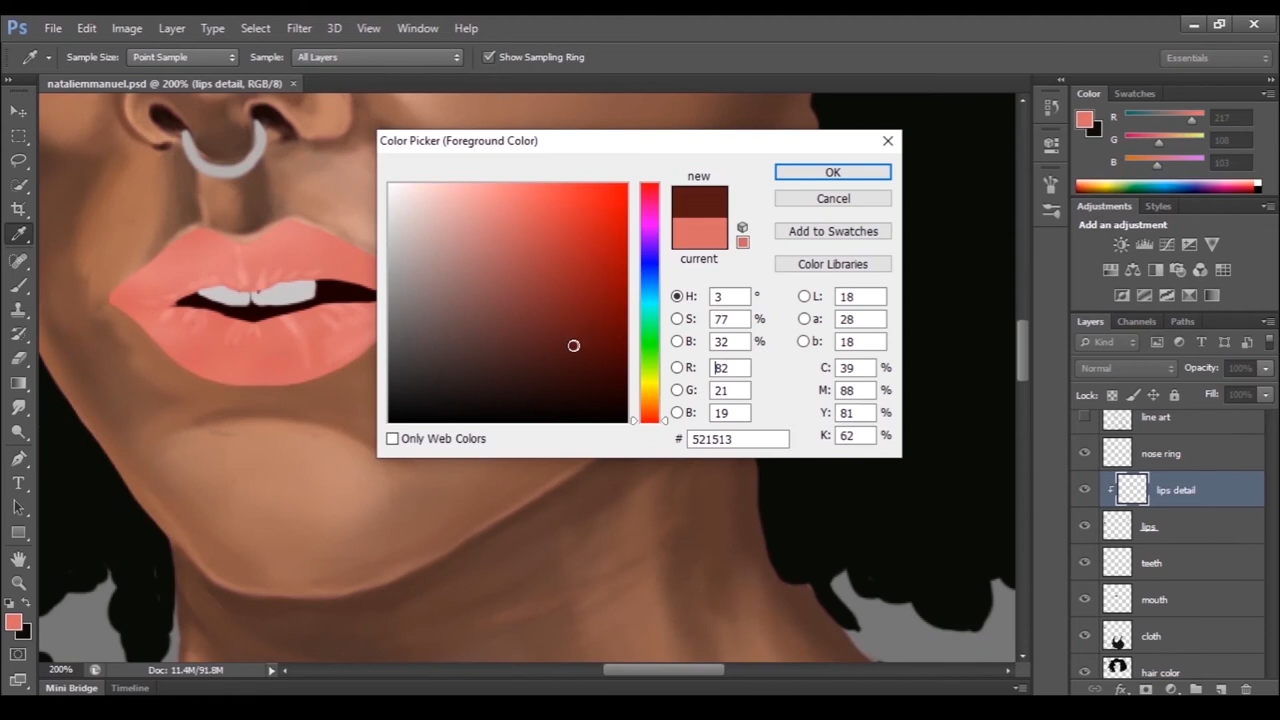 Ps File Edit Image Layer Type Select Filter 3D View Window Help
Sample Size: Point Sample Sample: All Layers Show Sampling Ring Essentials
nataliemmanuel.psd @ 200% (lips detail, RGB/8) ×
Color Picker (Foreground Color)
new
current
OK
Cancel
Add to Swatches
Color Libraries
H: 3 ° L: 18
S: 77 % a: 28
B: 32 % b: 18
R: 82 C: 39 %
G: 21 M: 88 %
B: 19 Y: 81 %
# 521513 K: 62 %
Only Web Colors
Color Swatches
R 217
G 108
B 103
Adjustments Styles
Add an adjustment
Layers Channels Paths
Kind
Normal Opacity: 100%
Lock: Fill: 100%
line art
nose ring
lips detail
lips
teeth
mouth
cloth
hair color
200% Doc: 11.4M/91.8M
Mini Bridge Timeline